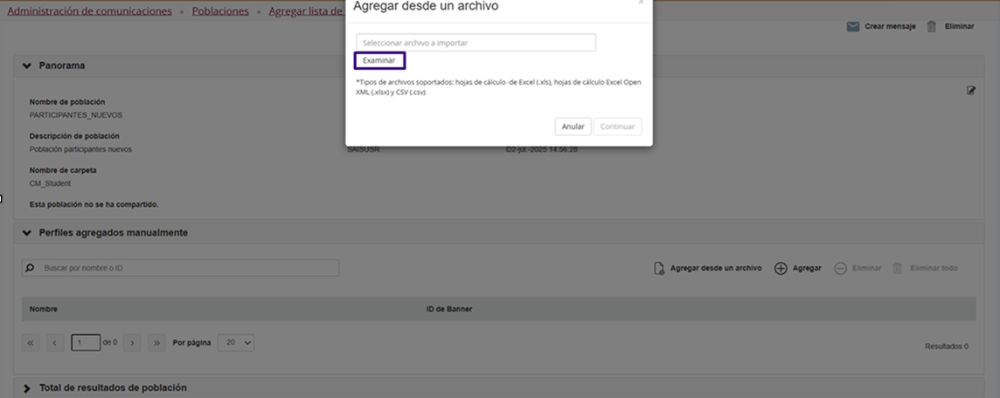 Administración de comunicaciones • Poblaciones • Agregar lista de
Agregar desde un archivo
×
Crear mensaje Eliminar
Seleccionar archivo a importar
Examinar
*Tipos de archivos soportados: hojas de cálculo de Excel (.xls), hojas de cálculo Excel Open
XML (.xlsx) y CSV (.csv)
Anular Continuar
Panorama
Nombre de población
PARTICIPANTES_NUEVOS
Descripción de población
Población participantes nuevos SAISUSR 02-jul.-2025 14:56:28
Nombre de carpeta
CM_Student
Esta población no se ha compartido.
Perfiles agregados manualmente
Buscar por nombre o ID Agregar desde un archivo Agregar Eliminar Eliminar todo
Nombre ID de Banner
« ‹ 1 de 0 › » Por página 20
Resultados 0
Total de resultados de población